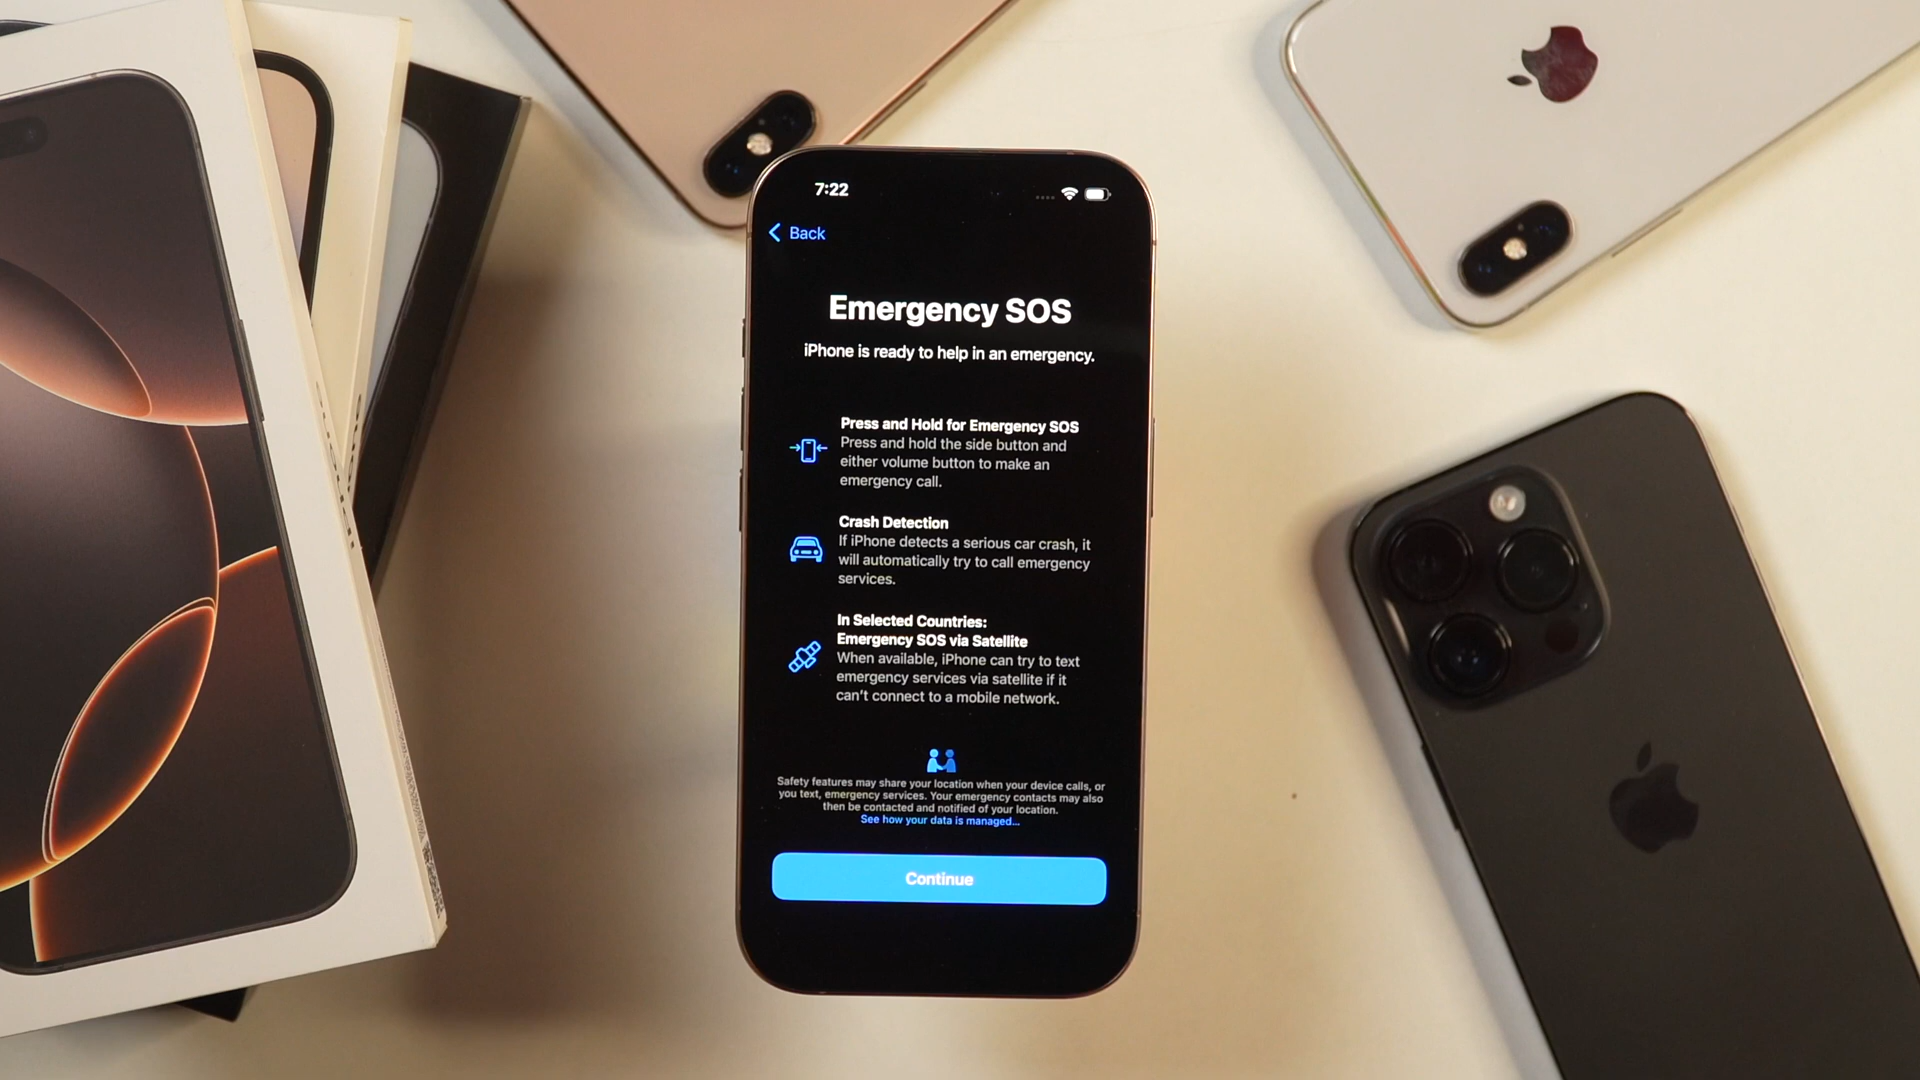 7:22
Back
Emergency SOS
iPhone is ready to help in an emergency.
Press and Hold for Emergency SOS
Press and hold the side button and
either volume button to make an
emergency call.
Crash Detection
If iPhone detects a serious car crash, it
will automatically try to call emergency
services.
In Selected Countries:
Emergency SOS via Satellite
When available, iPhone can try to text
emergency services via satellite if it
can't connect to a mobile network.
Safety features may share your location when your device calls, or
you text, emergency services. Your emergency contacts may also
then be contacted and notified of your location.
See how your data is managed...
Continue